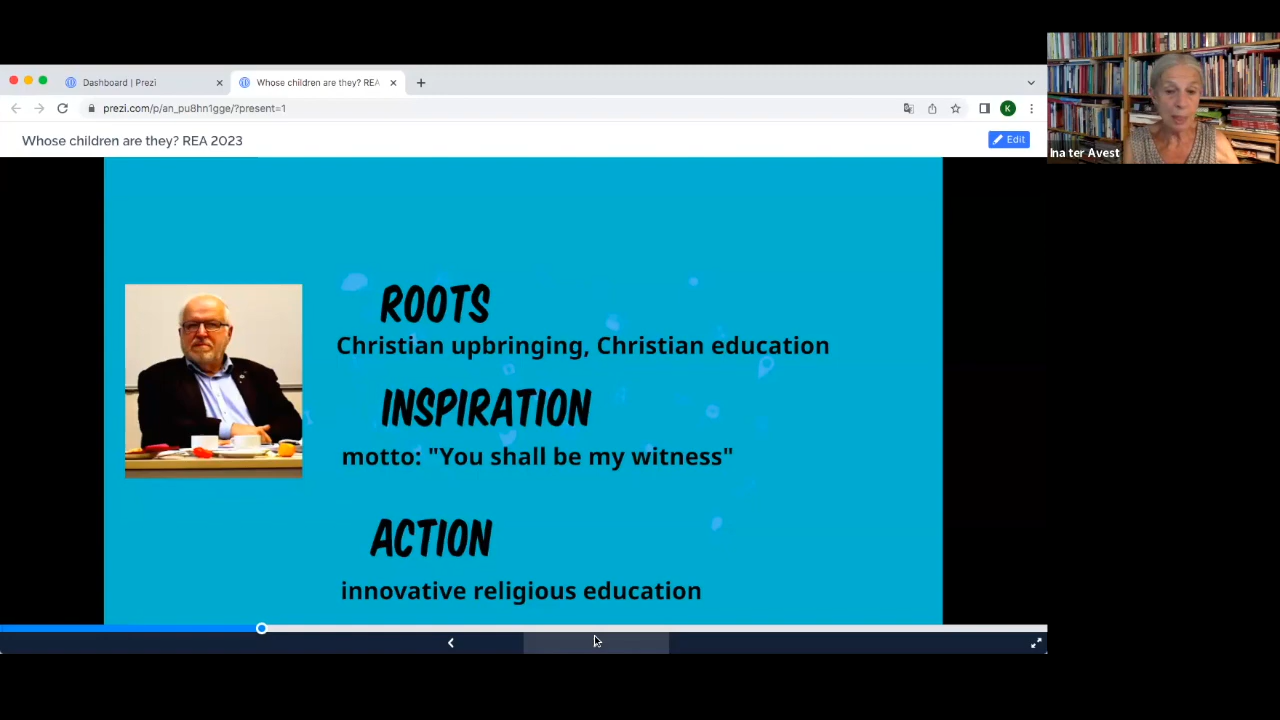 Dashboard | Prezi
Whose children are they? REA
prezi.com/p/an_pu8hn1gge/?present=1
K
Whose children are they? REA 2023
Edit
Ina ter Avest
ROOTS
Christian upbringing, Christian education
INSPIRATION
motto: "You shall be my witness"
ACTION
innovative religious education